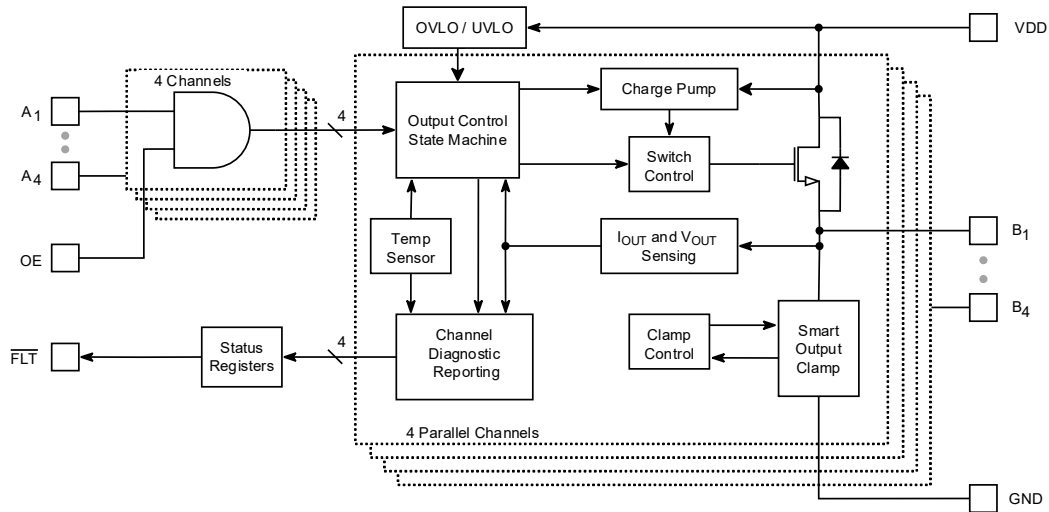 OVLO / UVLO
VDD
4 Channels
A1
4
Output Control
State Machine
Charge Pump
A4
Switch
Control
OE
Temp
Sensor
IOUT and VOUT
Sensing
B1
B4
FLT
Status
Registers
4
Channel
Diagnostic
Reporting
Clamp
Control
Smart
Output
Clamp
4 Parallel Channels
GND